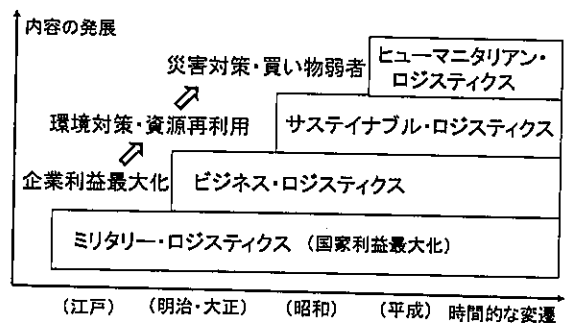 内容の発展
災害対策・買い物弱者
ヒューマニタリアン・
ロジスティクス
環境対策・資源再利用
サステイナブル・ロジスティクス
企業利益最大化
ビジネス・ロジスティクス
ミリタリー・ロジスティクス（国家利益最大化）
（江戸）（明治・大正）（昭和）（平成）時間的な変遷